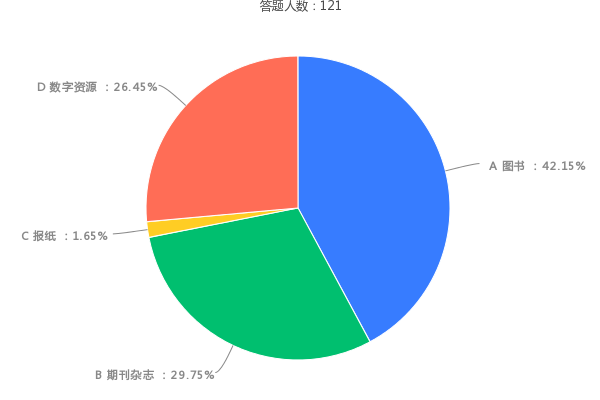 答题人数：121
D 数字资源 ：26.45%
A 图书 ：42.15%
C 报纸 ：1.65%
B 期刊杂志 ：29.75%